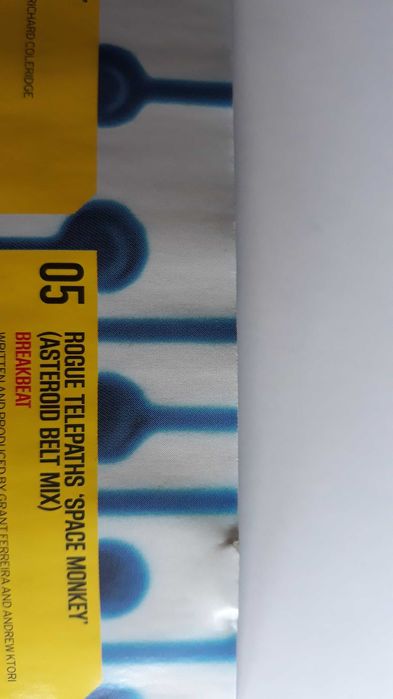 RICHARD COLERIDGE
05
ROGUE TELEPATHS 'SPACE MONKEY'
(ASTEROID BELT MIX)
BREAKBEAT
WRITTEN AND PRODUCED BY GRANT FERREIRA AND ANDREW KTORI